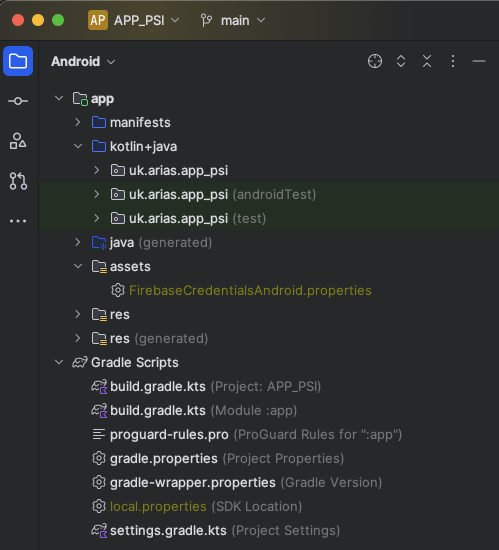 AP APP_PSI main
Android
app
manifests
kotlin+java
uk.arias.app_psi
uk.arias.app_psi (androidTest)
uk.arias.app_psi (test)
java (generated)
assets
FirebaseCredentialsAndroid.properties
res
res (generated)
Gradle Scripts
build.gradle.kts (Project: APP_PSI)
build.gradle.kts (Module :app)
proguard-rules.pro (ProGuard Rules for ":app")
gradle.properties (Project Properties)
gradle-wrapper.properties (Gradle Version)
local.properties (SDK Location)
settings.gradle.kts (Project Settings)